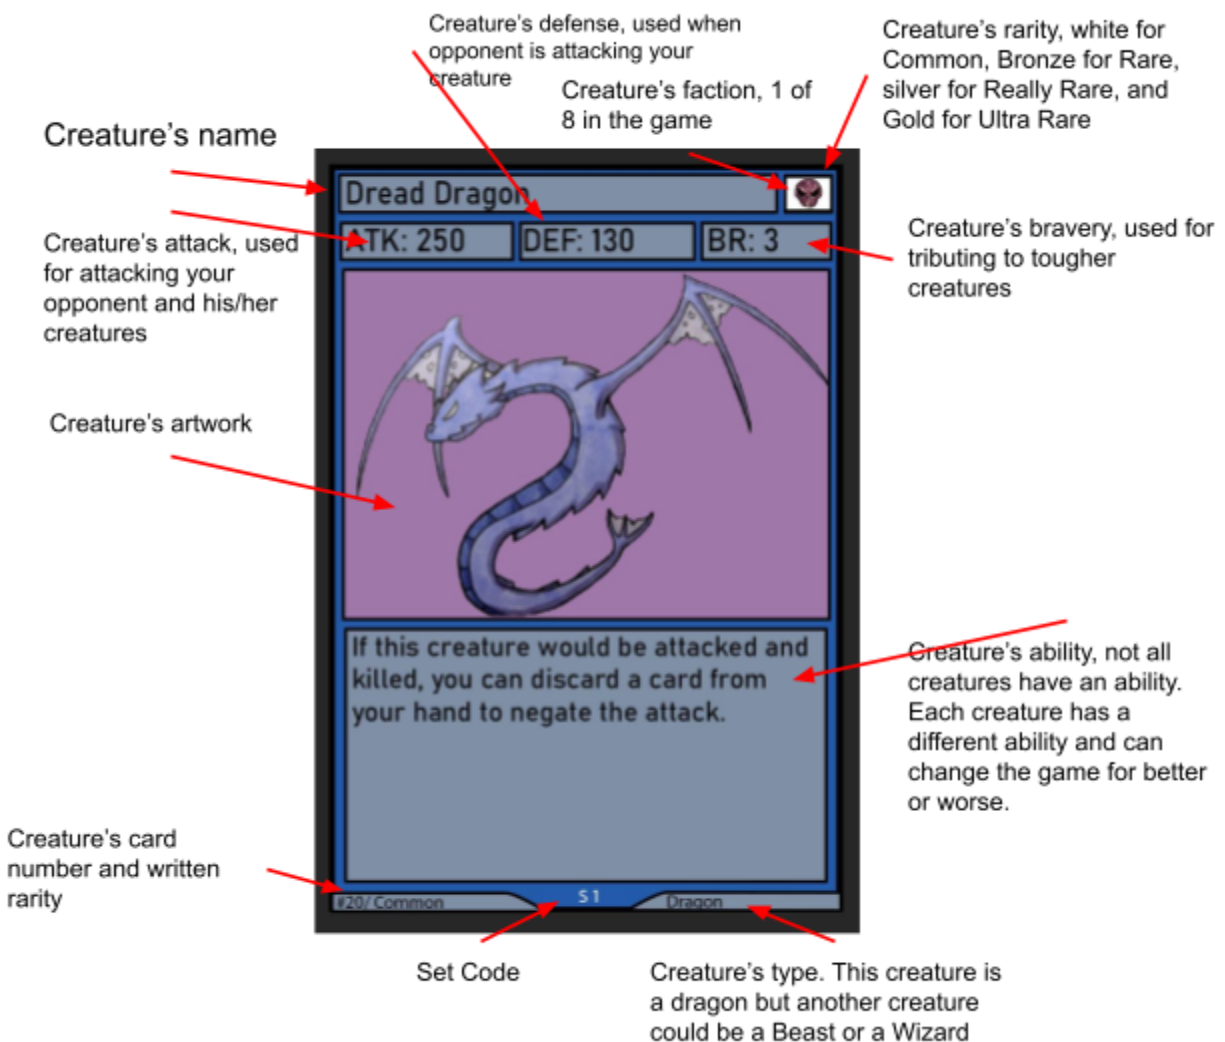 Creature's defense, used when
opponent is attacking your
creature
Creature's faction, 1 of
8 in the game
Creature's rarity, white for
Common, Bronze for Rare,
silver for Really Rare, and
Gold for Ultra Rare
Creature's name
Dread Dragon
ATK: 250
DEF: 130
BR: 3
Creature's attack, used
for attacking your
opponent and his/her
creatures
Creature's bravery, used for
tributing to tougher
creatures
Creature's artwork
If this creature would be attacked and
killed, you can discard a card from
your hand to negate the attack.
Creature's ability, not all
creatures have an ability.
Each creature has a
different ability and can
change the game for better
or worse.
Creature's card
number and written
rarity
#20/ Common
S1
Dragon
Set Code
Creature's type. This creature is
a dragon but another creature
could be a Beast or a Wizard